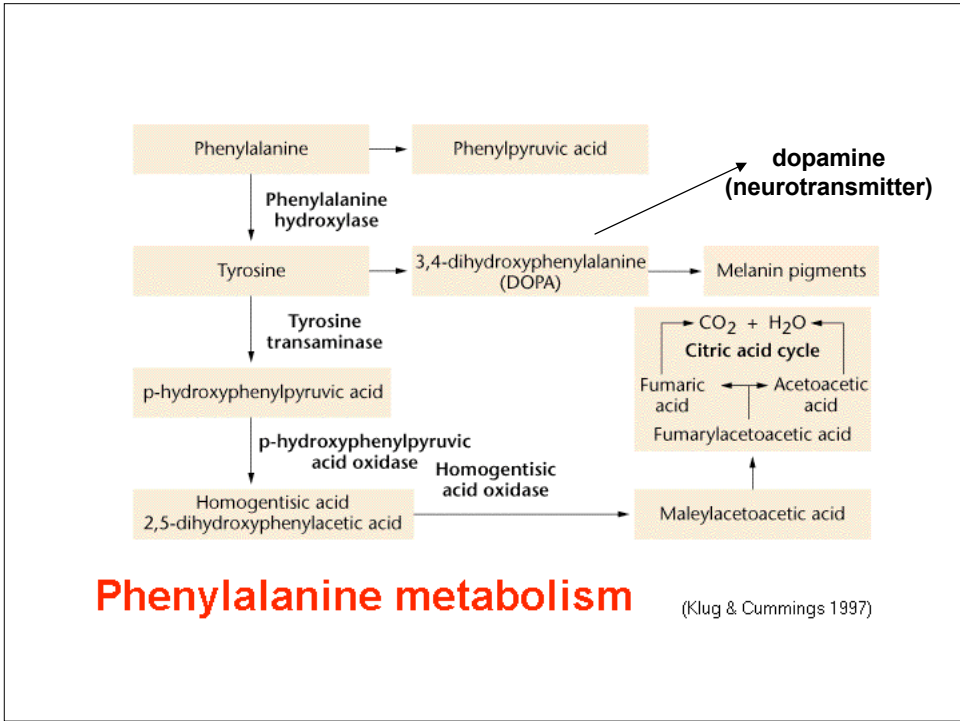 Phenylalanine
Phenylpyruvic acid
dopamine
(neurotransmitter)
Phenylalanine
hydroxylase
Tyrosine
3,4-dihydroxyphenylalanine
(DOPA)
Melanin pigments
Tyrosine
transaminase
CO2 + H2O
Citric acid cycle
Fumaric
acid
Acetoacetic
acid
Fumarylacetoacetic acid
p-hydroxyphenylpyruvic acid
p-hydroxyphenylpyruvic
acid oxidase
Homogentisic
acid oxidase
Homogentisic acid
2,5-dihydroxyphenylacetic acid
Maleylacetoacetic acid
Phenylalanine metabolism
(Klug & Cummings 1997)